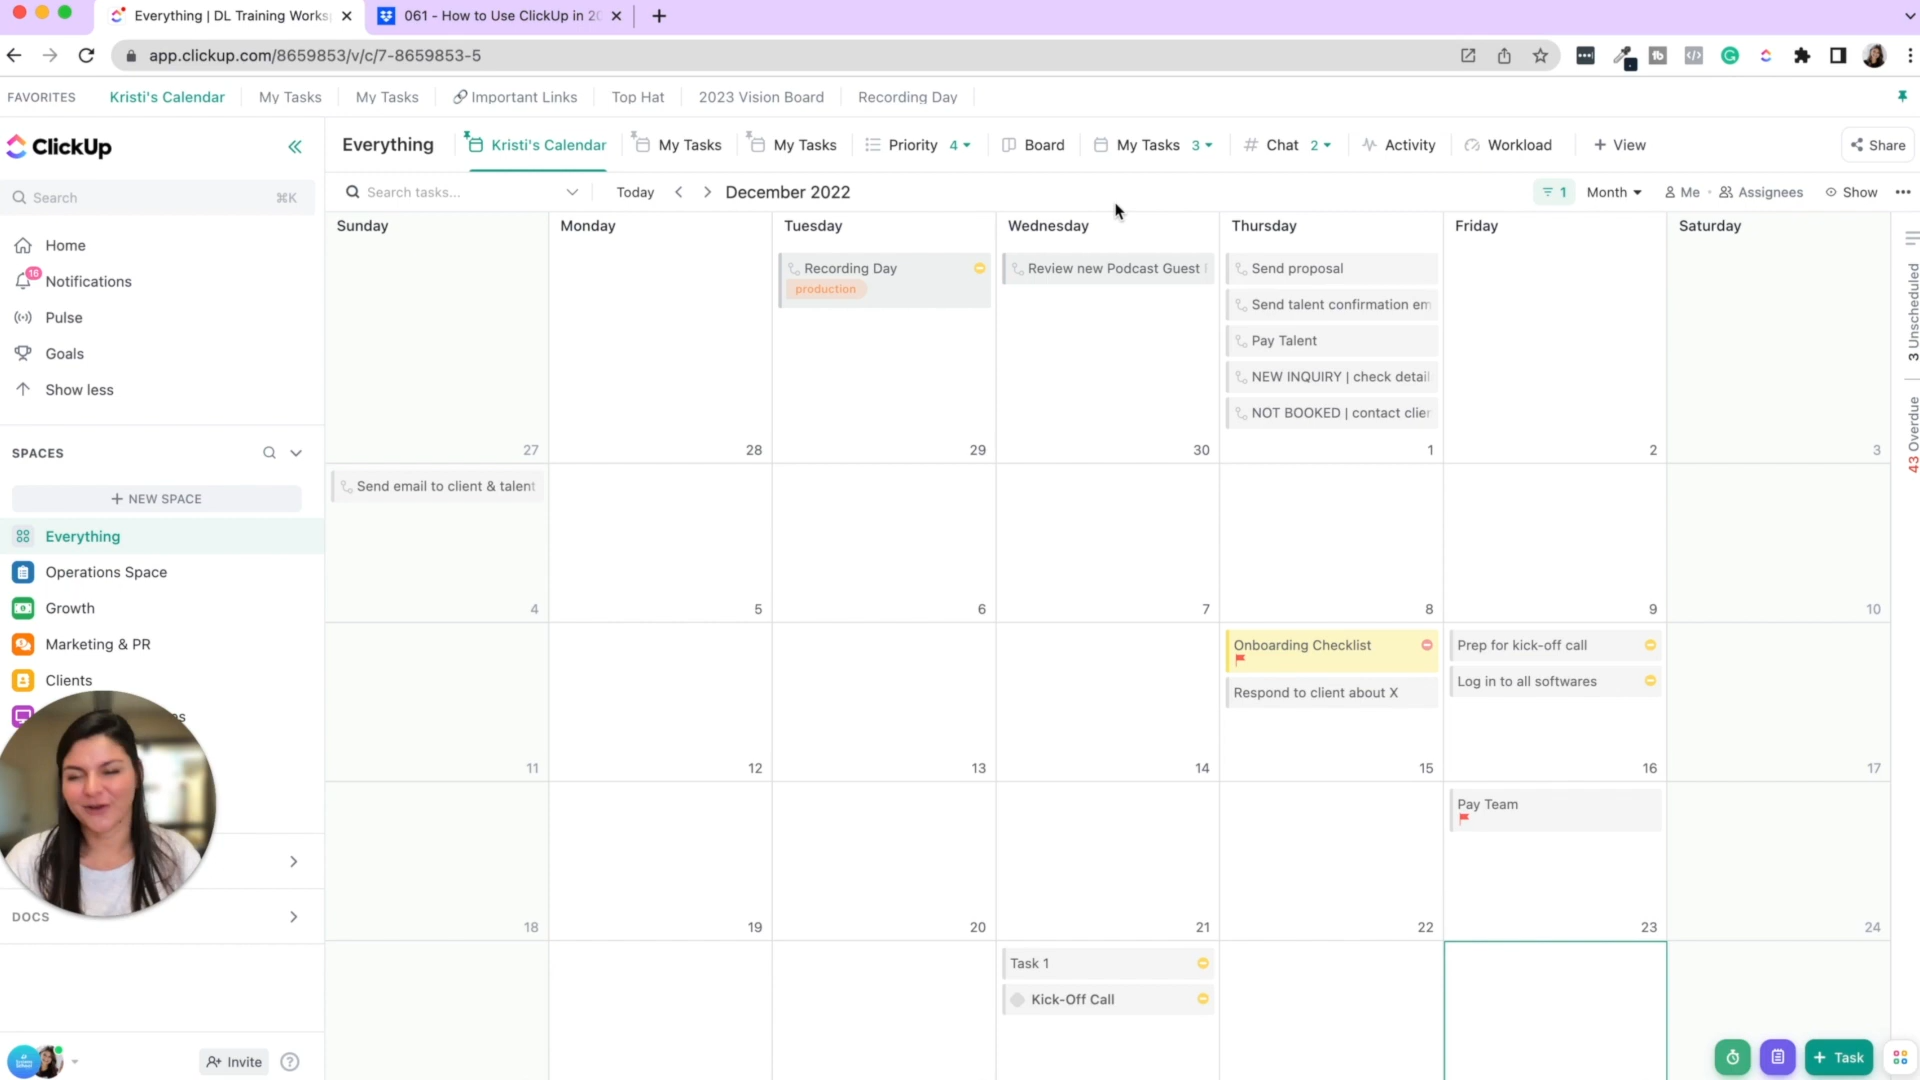 Everything | DL Training Works
061 - How to Use ClickUp in 20
app.clickup.com/8659853/v/c/7-8659853-5
FAVORITES
Kristi's Calendar
My Tasks
My Tasks
Important Links
Top Hat
2023 Vision Board
Recording Day
ClickUp
Search
⌘K
Home
16
Notifications
Pulse
Goals
Show less
SPACES
+ NEW SPACE
Everything
Operations Space
Growth
Marketing & PR
Clients
DOCS
Invite
Everything
Kristi's Calendar
My Tasks
My Tasks
Priority 4
Board
My Tasks 3
Chat 2
Activity
Workload
+ View
Share
Search tasks...
Today
December 2022
1
Month
Me
Assignees
Show
Sunday
Monday
Tuesday
Wednesday
Thursday
Friday
Saturday
Recording Day
production
Review new Podcast Guest
Send proposal
Send talent confirmation em
Pay Talent
NEW INQUIRY | check detail
NOT BOOKED | contact clier
27
28
29
30
1
2
3
Send email to client & talent
4
5
6
7
8
9
10
Onboarding Checklist
Respond to client about X
Prep for kick-off call
Log in to all softwares
11
12
13
14
15
16
17
Pay Team
18
19
20
21
22
23
24
Task 1
Kick-Off Call
3 Unscheduled
43 Overdue
+ Task